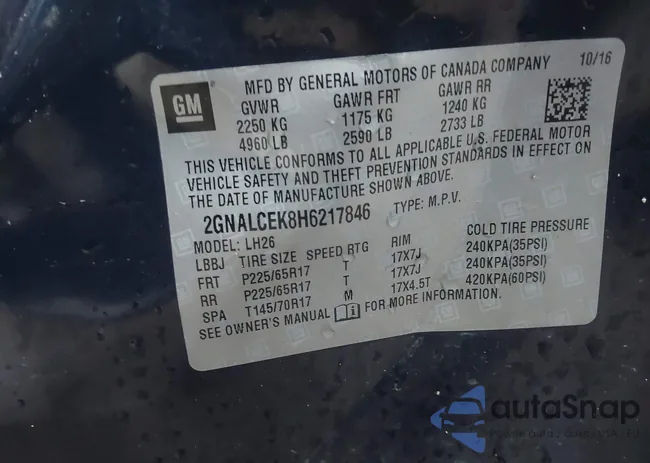 MFD BY GENERAL MOTORS OF CANADA COMPANY 10/16
GM
GVWR GAWR FRT GAWR RR
2250 KG 1175 KG 1240 KG
4960 LB 2590 LB 2733 LB
THIS VEHICLE CONFORMS TO ALL APPLICABLE U.S. FEDERAL MOTOR
VEHICLE SAFETY AND THEFT PREVENTION STANDARDS IN EFFECT ON
THE DATE OF MANUFACTURE SHOWN ABOVE.
2GNALCEK8H6217846 TYPE: M.P.V.
MODEL: LH26
LBBJ TIRE SIZE SPEED RTG RIM COLD TIRE PRESSURE
FRT P225/65R17 T 17X7J 240KPA(35PSI)
RR P225/65R17 T 17X7J 240KPA(35PSI)
SPA T145/70R17 M 17X4.5T 420KPA(60PSI)
SEE OWNER'S MANUAL FOR MORE INFORMATION.
autaSnap